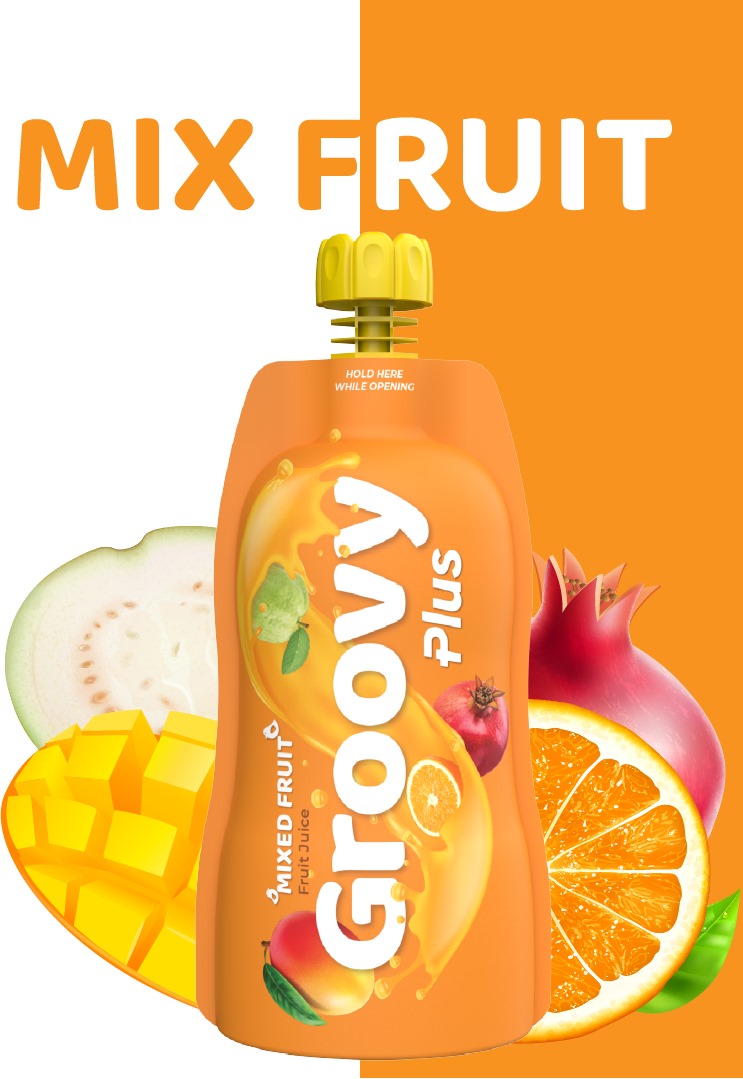 MIX FRUIT
HOLD HERE
WHILE OPENING
Groovy
Plus
MIXED FRUIT
Fruit Juice